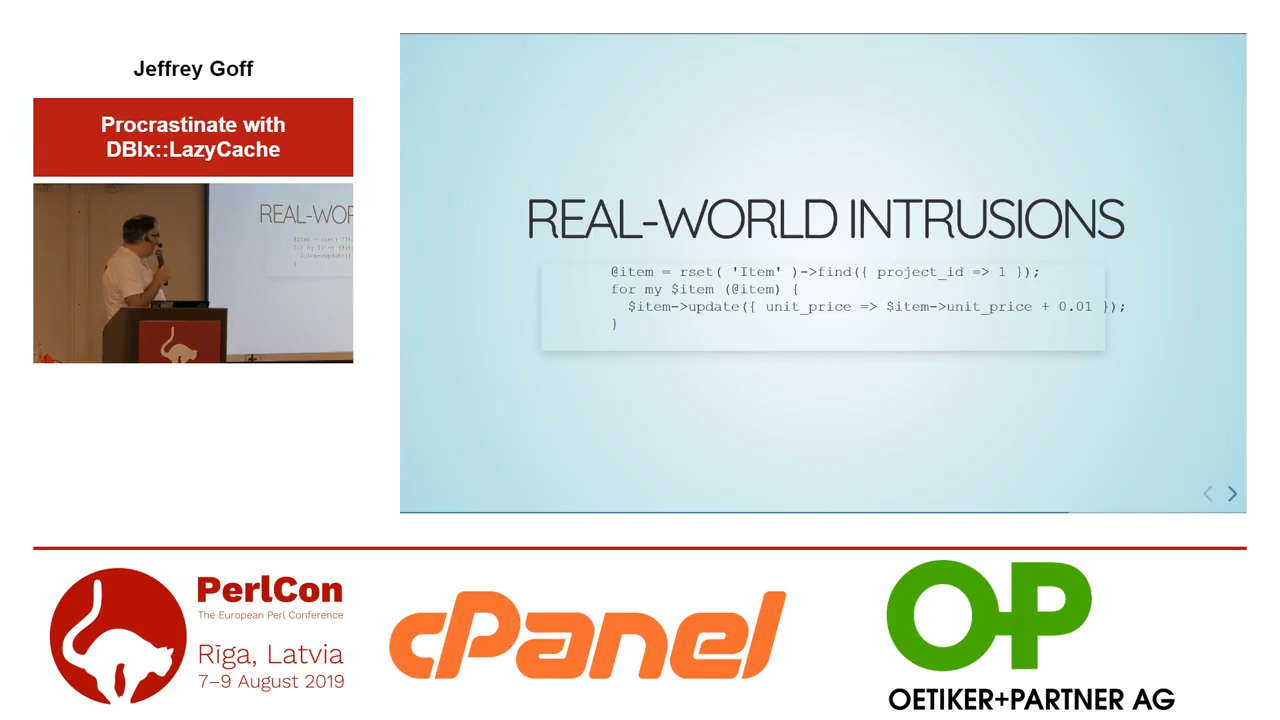 Jeffrey Goff
Procrastinate with
DBIx::LazyCache
REAL-WOR
REAL-WORLD INTRUSIONS
@item = rset( 'Item' )->find({ project_id => 1 });
for my $item (@item) {
$item->update({ unit_price => $item->unit_price + 0.01 });
}
PerlCon
The European Perl Conference
Rīga, Latvia
7–9 August 2019
cPanel
O+P
OETIKER+PARTNER AG